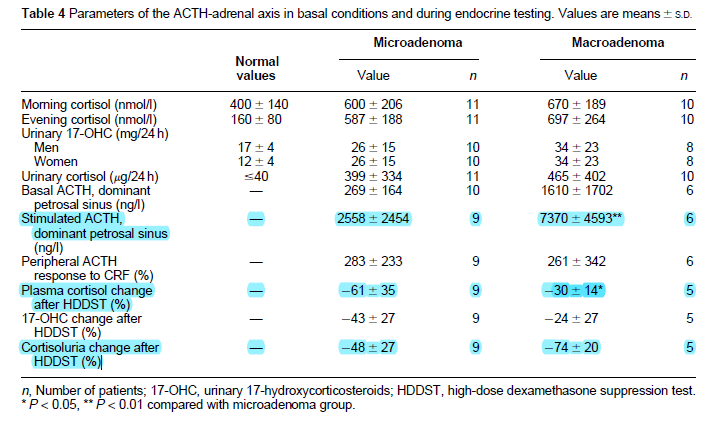 Table 4 Parameters of the ACTH-adrenal axis in basal conditions and during endocrine testing. Values are means ± S.D.
Microadenoma Macroadenoma
Normal
values Value n Value n
Morning cortisol (nmol/l) 400 ± 140 600 ± 206 11 670 ± 189 10
Evening cortisol (nmol/l) 160 ± 80 587 ± 188 11 697 ± 264 10
Urinary 17-OHC (mg/24 h)
Men 17 ± 4 26 ± 15 10 34 ± 23 8
Women 12 ± 4 26 ± 15 10 34 ± 23 8
Urinary cortisol (μg/24 h) ≤40 399 ± 334 11 465 ± 402 10
Basal ACTH, dominant — 269 ± 164 10 1610 ± 1702 6
petrosal sinus (ng/l)
Stimulated ACTH, — 2558 ± 2454 9 7370 ± 4593** 6
dominant petrosal sinus
(ng/l)
Peripheral ACTH — 283 ± 233 9 261 ± 342 6
response to CRF (%)
Plasma cortisol change — −61 ± 35 9 −30 ± 14* 5
after HDDST (%)
17-OHC change after — −43 ± 27 9 −24 ± 27 5
HDDST (%)
Cortisoluria change after — −48 ± 27 9 −74 ± 20 5
HDDST (%)
n, Number of patients; 17-OHC, urinary 17-hydroxycorticosteroids; HDDST, high-dose dexamethasone suppression test.
* P < 0.05, ** P < 0.01 compared with microadenoma group.